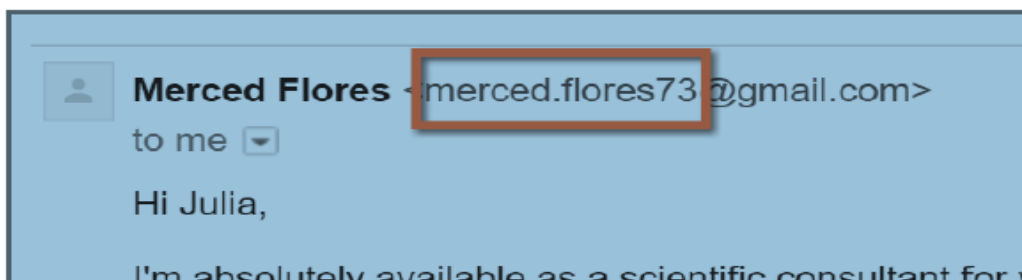 Merced Flores <merced.flores73@gmail.com>
to me
Hi Julia,
I'm absolutely available as a scientific consultant for